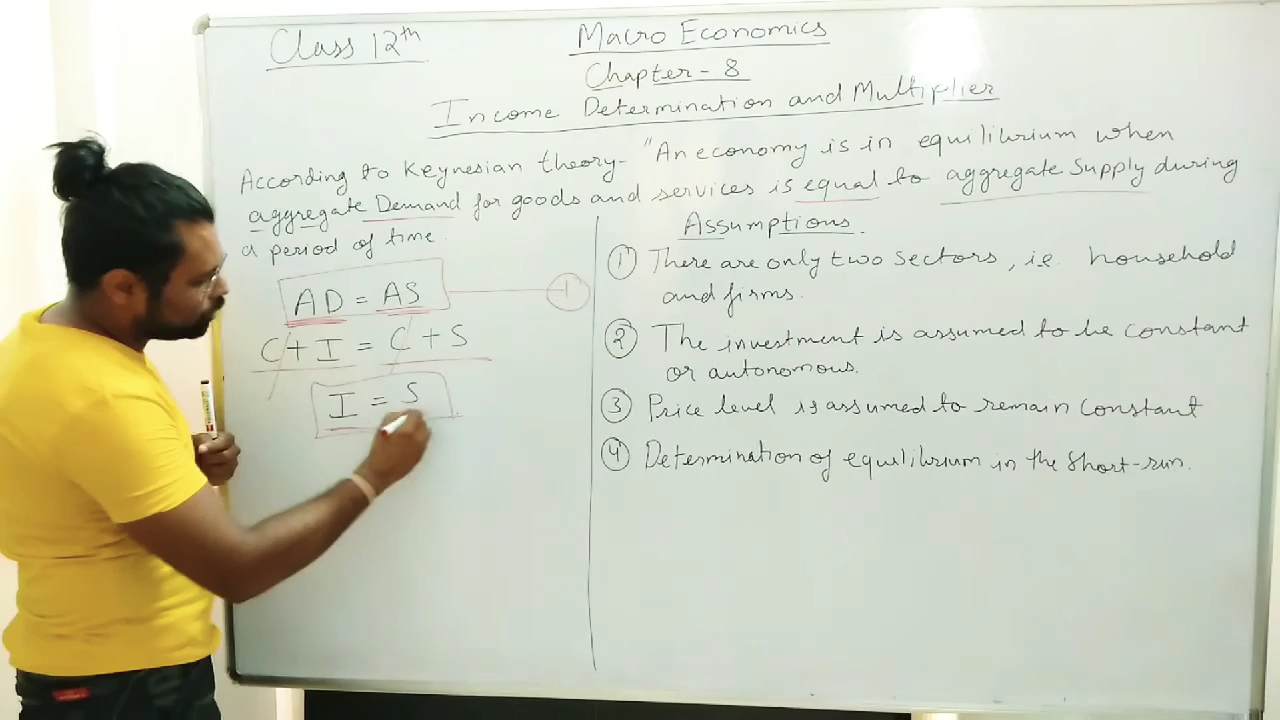 Class 12th
Macro Economics
Chapter - 8
Income Determination and Multiplier
According to Keynesian theory- "An economy is in equilibrium when
aggregate Demand for goods and services is equal to aggregate Supply during
a period of time.
AD = AS
1
C + I = C + S
I = S
Assumptions.
1 There are only two Sectors, i.e. household
and firms.
2 The investment is assumed to be constant
or autonomous.
3 Price level is assumed to remain constant
4 Determination of equilibrium in the Short-run.